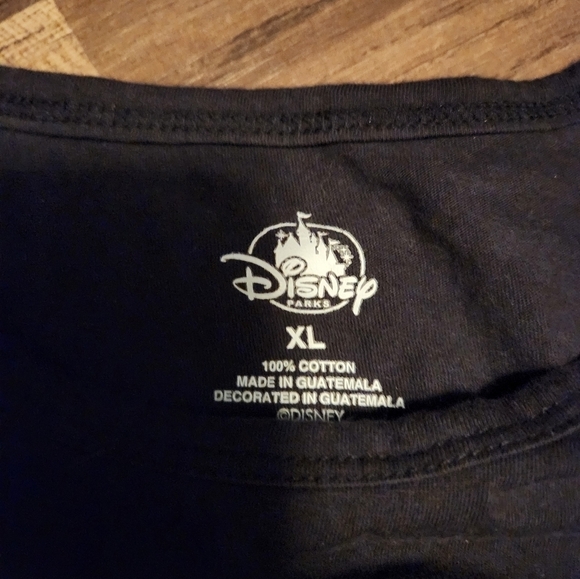 Disney
PARKS
XL
100% COTTON
MADE IN GUATEMALA
DECORATED IN GUATEMALA
©DISNEY